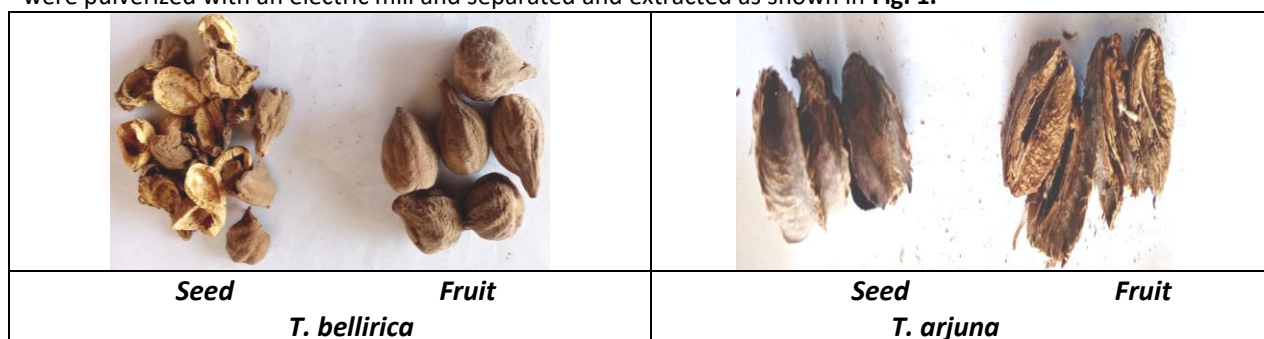 were pulverized with an electric mill and separated and extracted as shown in Fig. 1.
Seed Fruit
T. bellirica
Seed Fruit
T. arjuna